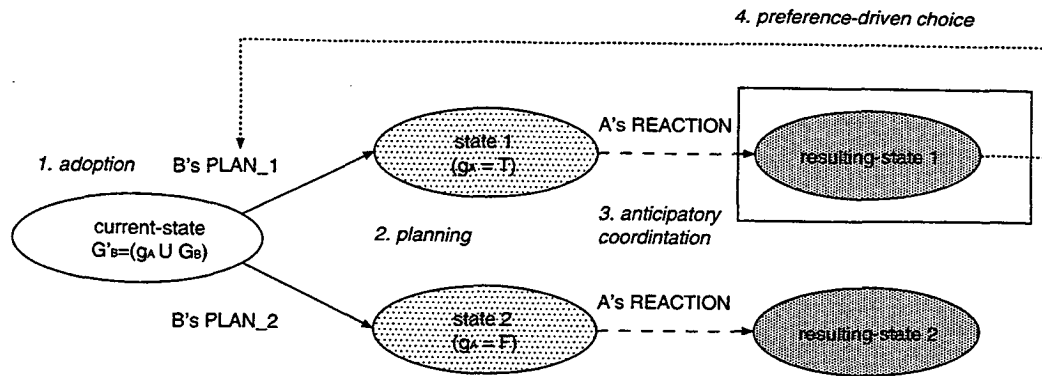 4. preference-driven choice
A's REACTION
1. adoption
B's PLAN_1
state 1
(gA = T)
resulting-state 1
current-state
G'B=(gA U GB)
2. planning
3. anticipatory
coordintation
B's PLAN_2
state 2
(gA = F)
A's REACTION
resulting-state 2